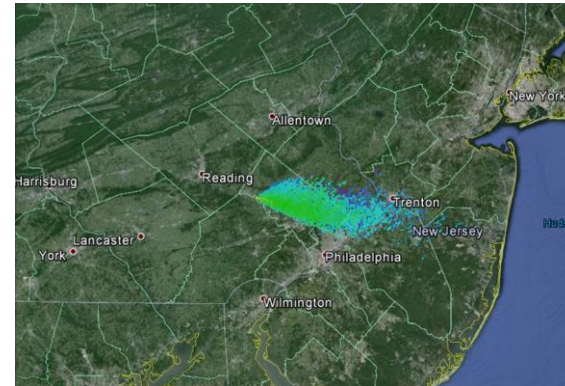 New York
Allentown
Reading
Harrisburg
Trenton
New Jersey
Lancaster
York
Philadelphia
Wilmington